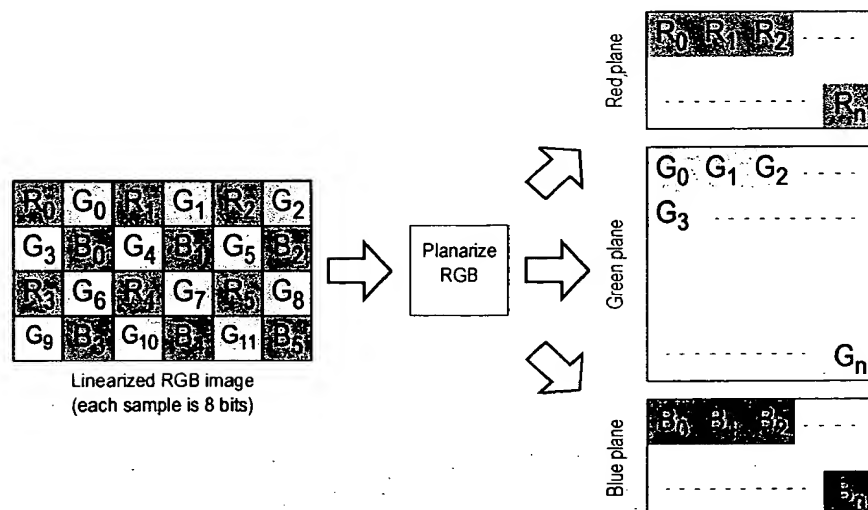 R0 G0 R1 G1 R2 G2
G3 B0 G4 B1 G5 B2
R3 G6 R4 G7 R5 G8
G9 B3 G10 B4 G11 B5
Linearized RGB image
(each sample is 8 bits)
Planarize
RGB
Red plane
R0 R1 R2
Rn
Green plane
G0 G1 G2
G3
Gn
Blue plane
B0 B1 B2
Bn